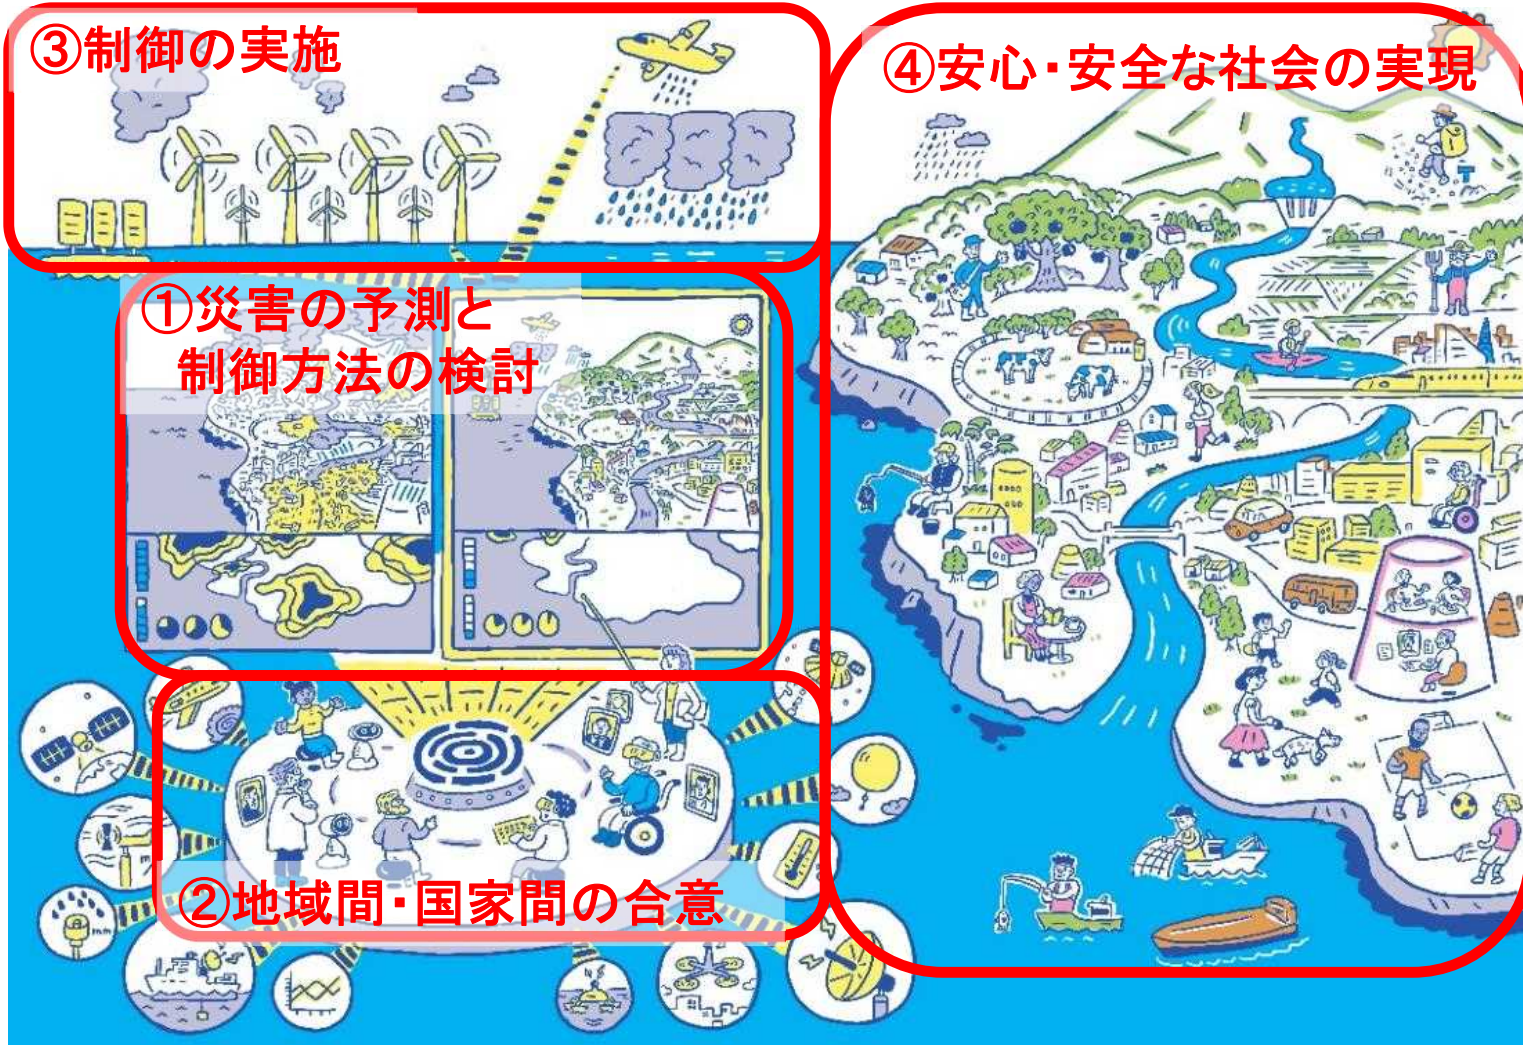 ③制御の実施
④安心・安全な社会の実現
①災害の予測と
制御方法の検討
②地域間・国家間の合意
mm